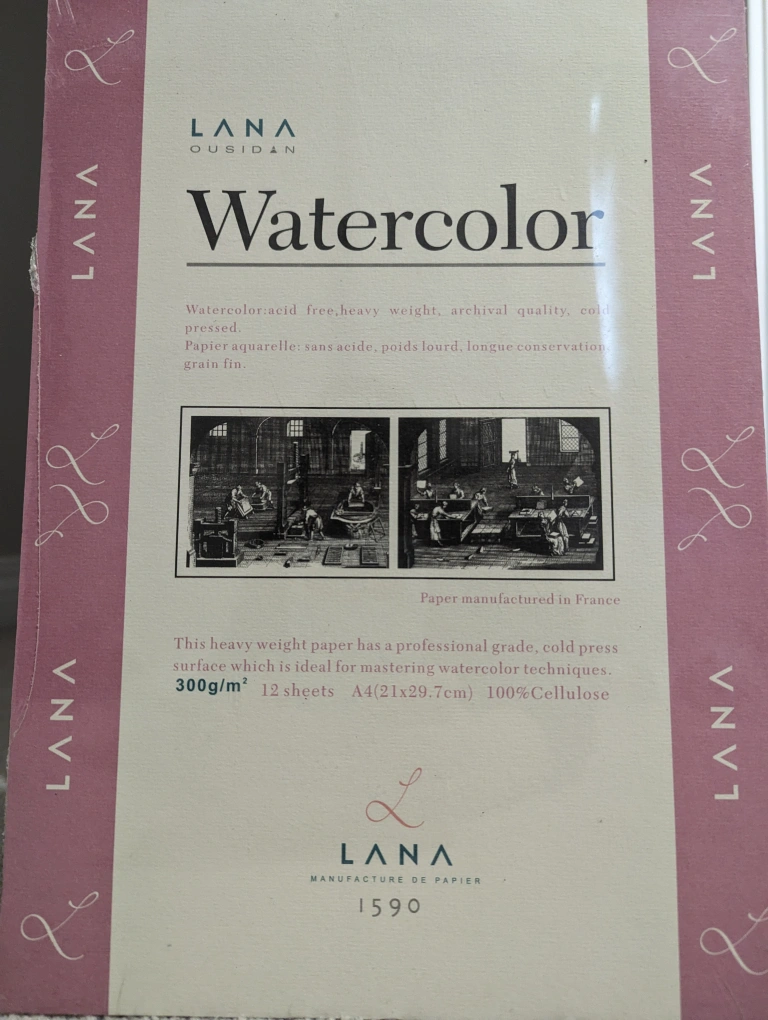 LANA
OUSIDAN
Watercolor
Watercolor:acid free,heavy weight, archival quality, cold
pressed.
Papier aquarelle: sans acide, poids lourd, longue conservation,
grain fin.
Paper manufactured in France
This heavy weight paper has a professional grade, cold press
surface which is ideal for mastering watercolor techniques.
300g/m² 12 sheets A4(21x29.7cm) 100%Cellulose
L
LANA
MANUFACTURE DE PAPIER
1590
L
LANA
LANA
L
L
LANA
LANA
L